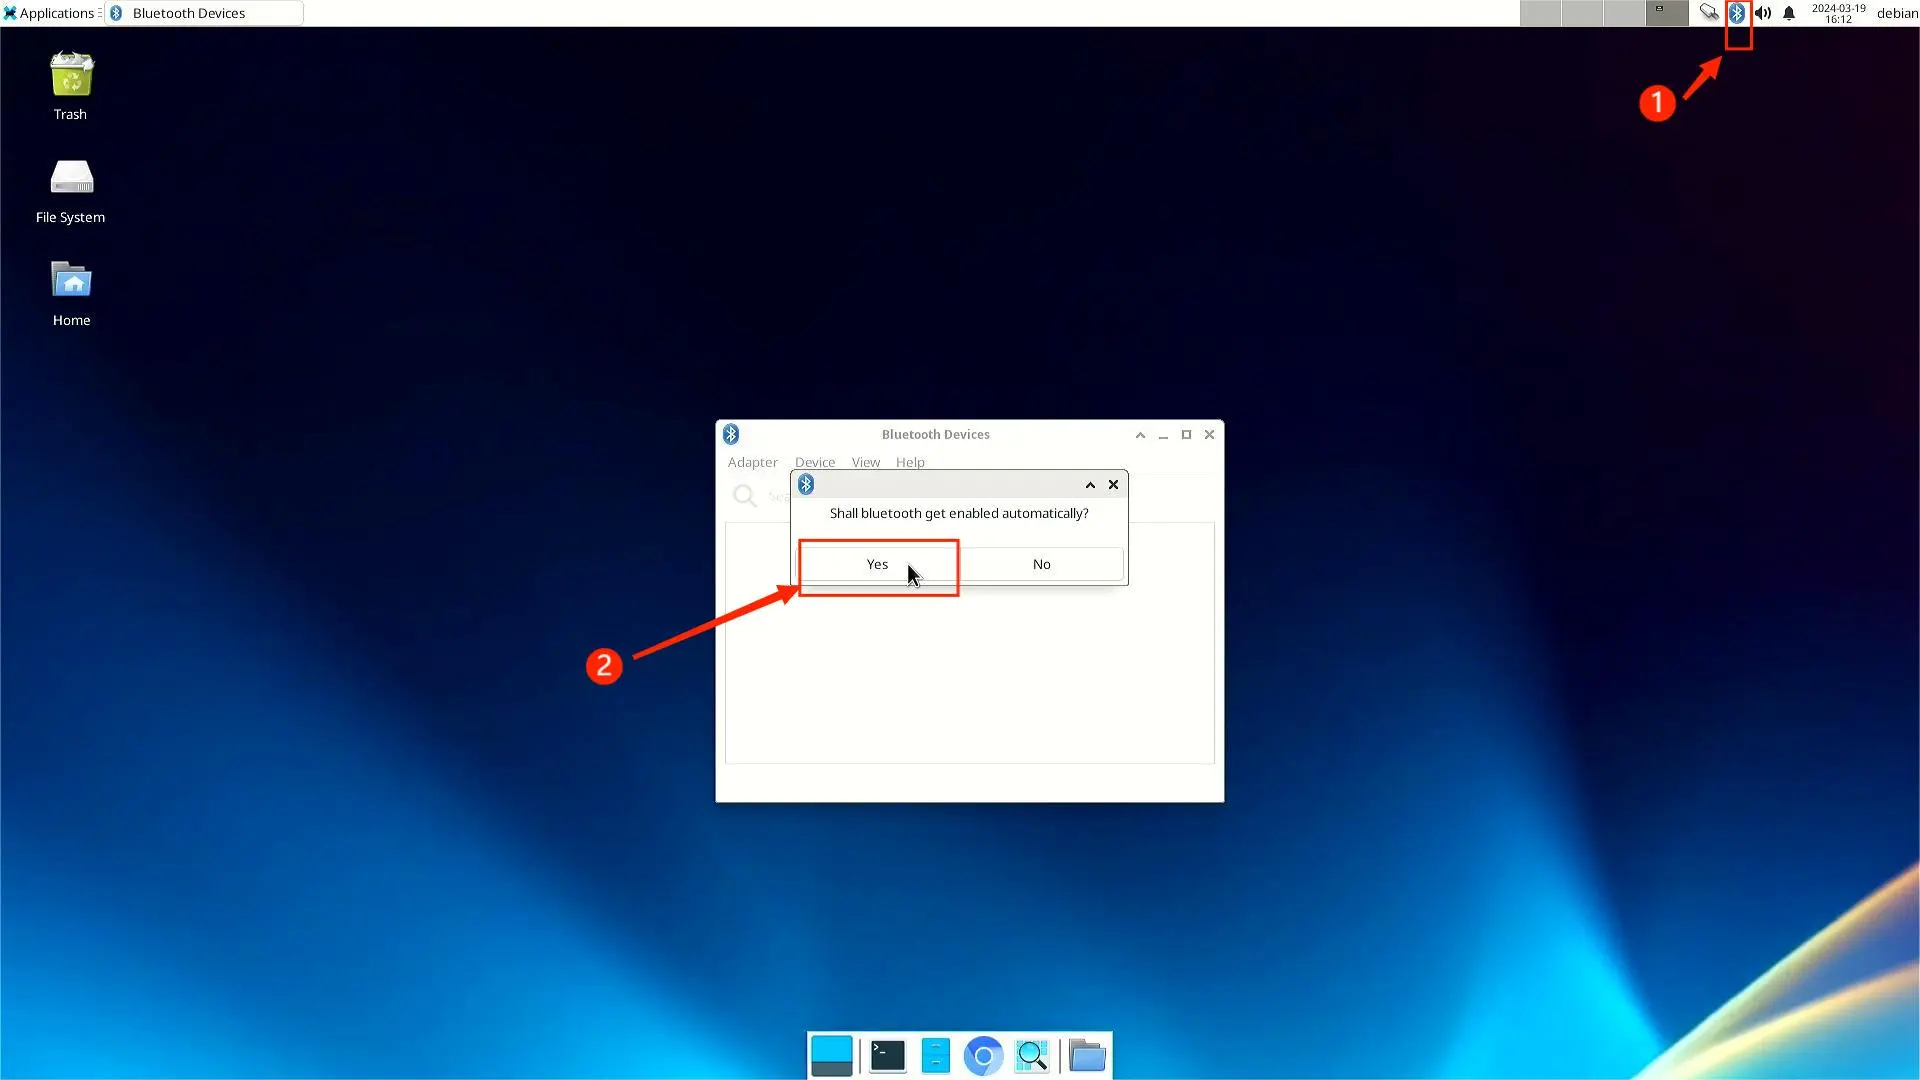 Applications
Bluetooth Devices
2024-03-19
16:12
debian
1
Trash
File System
Home
Bluetooth Devices
Adapter Device View Help
Shall bluetooth get enabled automatically?
Yes No
2